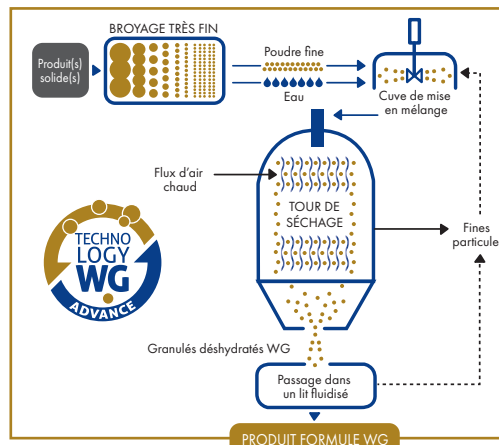 BROYAGE TRÈS FIN
Produit(s)
solide(s)
Poudre fine
Eau
Cuve de mise
en mélange
Flux d'air
chaud
TOUR DE
SÉCHAGE
Fines
particule
TECHNO
LOGY
WG
ADVANCE
Granulés déshydratés WG
Passage dans
un lit fluidisé
PRODUIT FORMULE WG